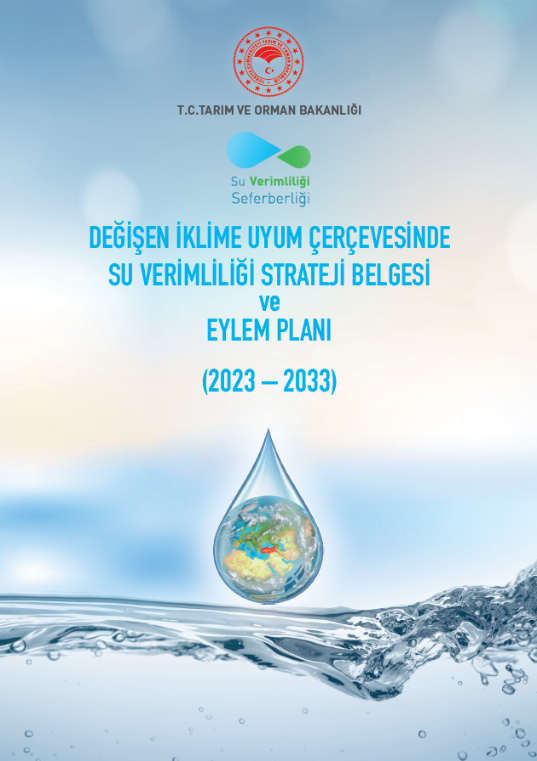 T.C.TARIM VE ORMAN BAKANLIĞI
Su Verimliliği
Seferberliği
DEĞİŞEN İKLİME UYUM ÇERÇEVESİNDE
SU VERİMLİLİĞİ STRATEJİ BELGESİ
ve
EYLEM PLANI
(2023 – 2033)